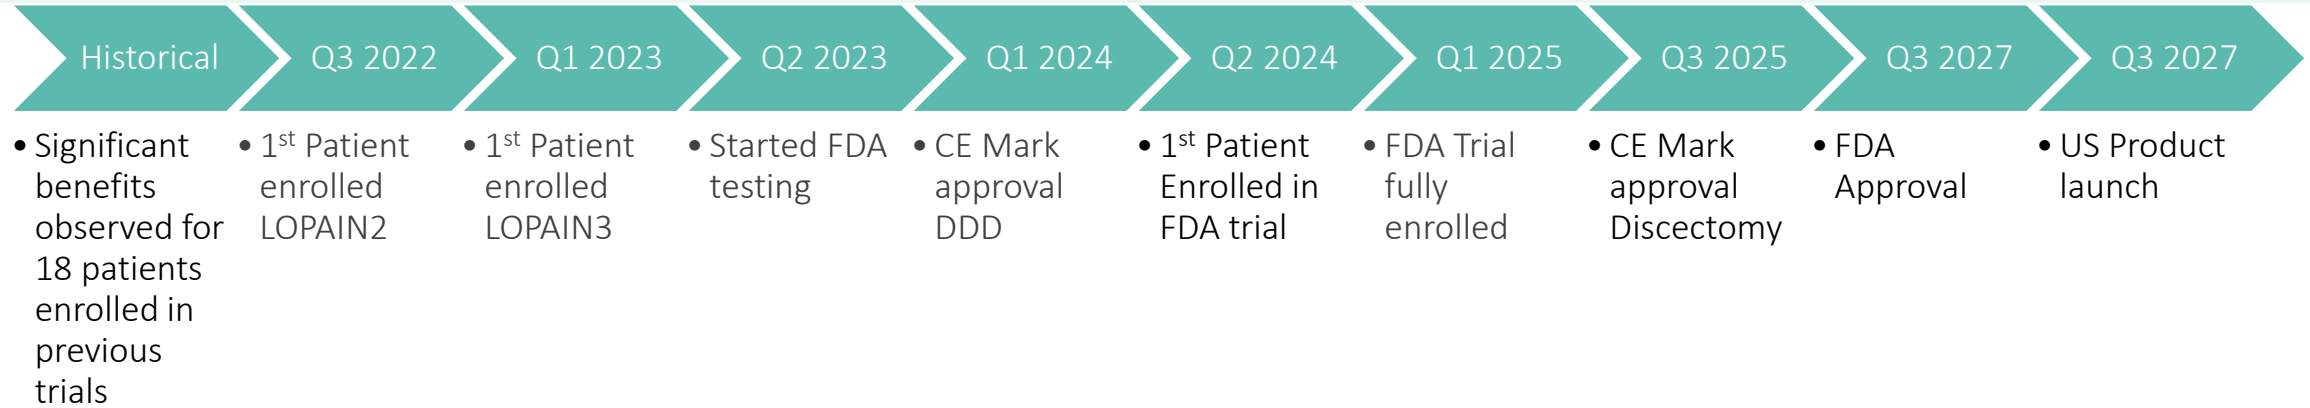 Historical
Q3 2022
Q1 2023
Q2 2023
Q1 2024
Q2 2024
Q1 2025
Q3 2025
Q3 2027
Q3 2027
• Significant
benefits
observed for
18 patients
enrolled in
previous
trials
• 1st Patient
enrolled
LOPAIN2
• 1st Patient
enrolled
LOPAIN3
• Started FDA
testing
• CE Mark
approval
DDD
• 1st Patient
Enrolled in
FDA trial
• FDA Trial
fully
enrolled
• CE Mark
approval
Discectomy
• FDA
Approval
• US Product
launch